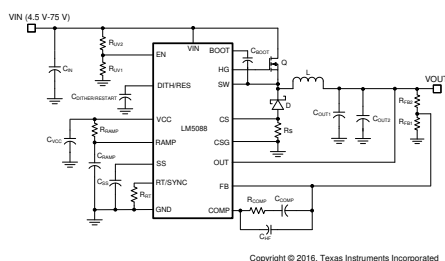 VIN (4.5 V-75 V)
VIN
BOOT
C_BOOT
Q
R_UV2
EN
HG
L
C_IN
R_UV1
SW
VOUT
DITH/RES
D
R_FB2
C_DITHER/RESTART
C_OUT1
C_OUT2
VCC
CS
R_FB1
LM5088
Rs
C_VCC
R_RAMP
RAMP
CSG
C_RAMP
SS
OUT
C_SS
RT/SYNC
FB
R_RT
R_COMP
C_COMP
GND
COMP
C_HF
Copyright © 2016, Texas Instruments Incorporated